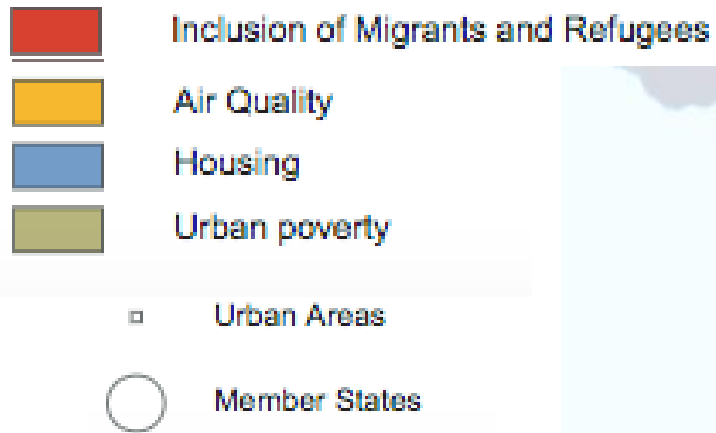 Inclusion of Migrants and Refugees
Air Quality
Housing
Urban poverty
Urban Areas
Member States